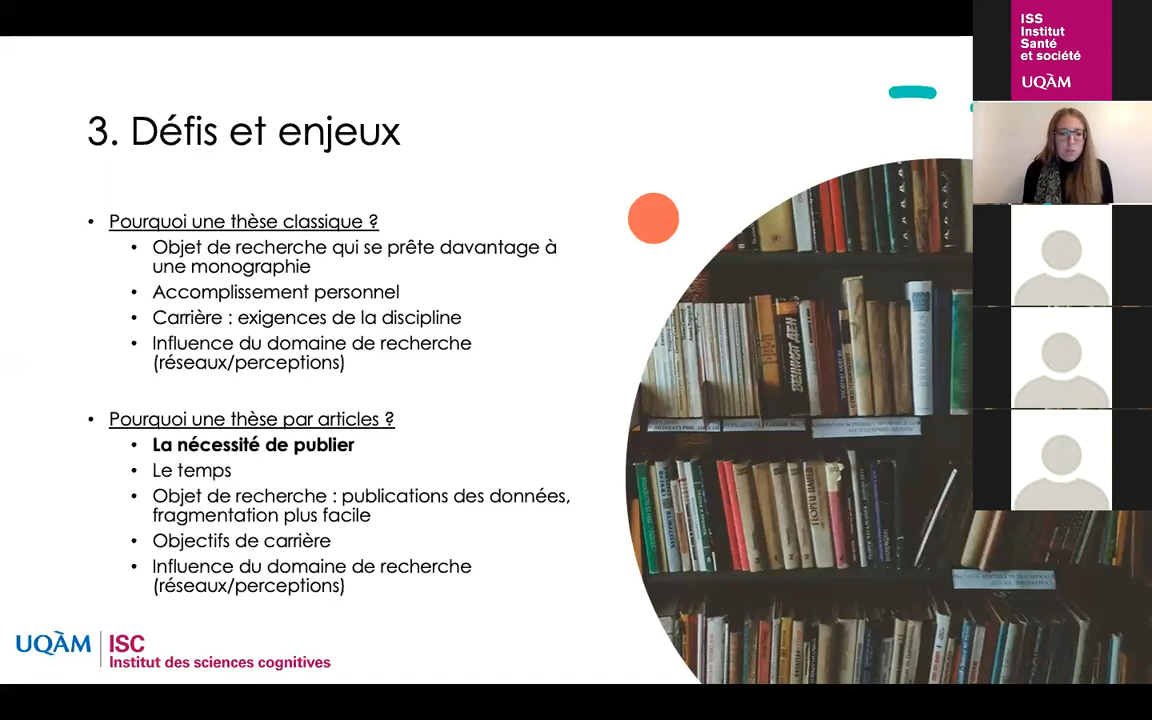 ISS
Institut
Santé
et société
UQÀM
3. Défis et enjeux
• Pourquoi une thèse classique ?
• Objet de recherche qui se prête davantage à
une monographie
• Accomplissement personnel
• Carrière : exigences de la discipline
• Influence du domaine de recherche
(réseaux/perceptions)
• Pourquoi une thèse par articles ?
• La nécessité de publier
• Le temps
• Objet de recherche : publications des données,
fragmentation plus facile
• Objectifs de carrière
• Influence du domaine de recherche
(réseaux/perceptions)
UQÀM
ISC
Institut des sciences cognitives